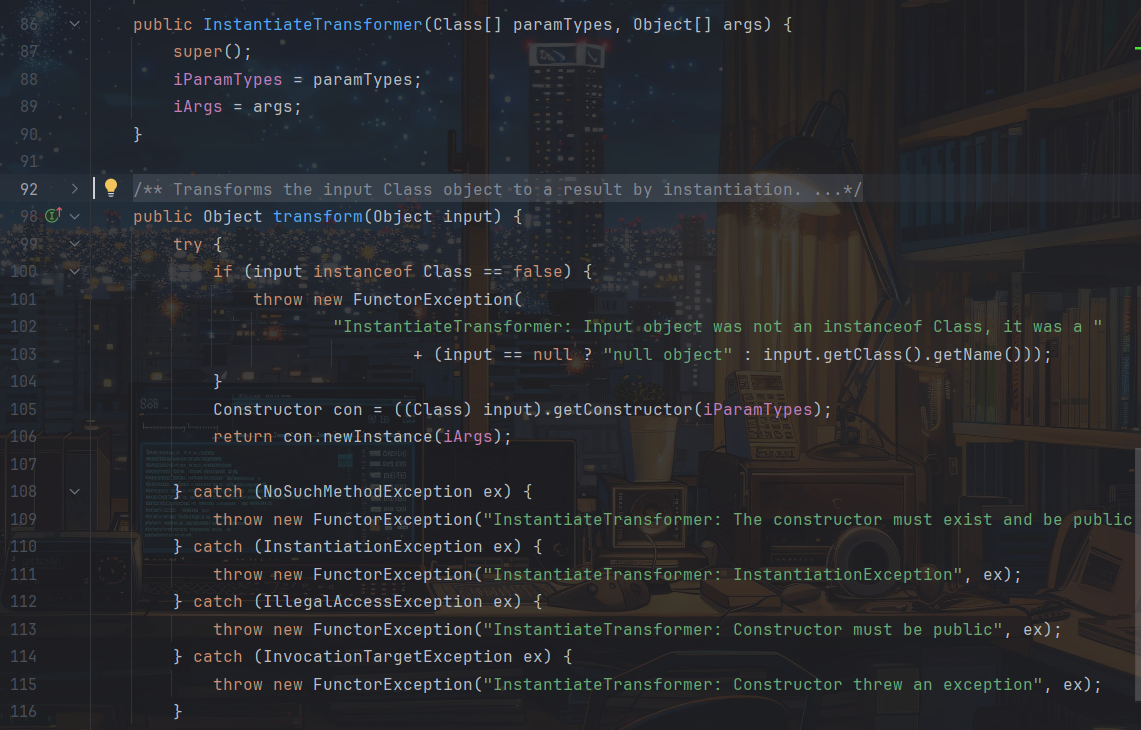 86 public InstantiateTransformer(Class[] paramTypes, Object[] args) {
87 super();
88 iParamTypes = paramTypes;
89 iArgs = args;
90 }
91
92 /** Transforms the input Class object to a result by instantiation. ...*/
98 public Object transform(Object input) {
99 try {
100 if (input instanceof Class == false) {
101 throw new FunctorException(
102 "InstantiateTransformer: Input object was not an instanceof Class, it was a "
103 + (input == null ? "null object" : input.getClass().getName()));
104 }
105 Constructor con = ((Class) input).getConstructor(iParamTypes);
106 return con.newInstance(iArgs);
107
108 } catch (NoSuchMethodException ex) {
109 throw new FunctorException("InstantiateTransformer: The constructor must exist and be public
110 } catch (InstantiationException ex) {
111 throw new FunctorException("InstantiateTransformer: InstantiationException", ex);
112 } catch (IllegalAccessException ex) {
113 throw new FunctorException("InstantiateTransformer: Constructor must be public", ex);
114 } catch (InvocationTargetException ex) {
115 throw new FunctorException("InstantiateTransformer: Constructor threw an exception", ex);
116 }